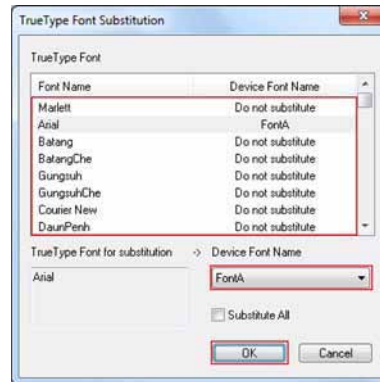 TrueType Font Substitution
TrueType Font
Font Name Device Font Name
Marlett Do not substitute
Arial FontA
Batang Do not substitute
BatangChe Do not substitute
Gungsuh Do not substitute
GungsuhChe Do not substitute
Courier New Do not substitute
DaunPenh Do not substitute
TrueType Font for substitution -> Device Font Name
Arial FontA
Substitute All
OK Cancel